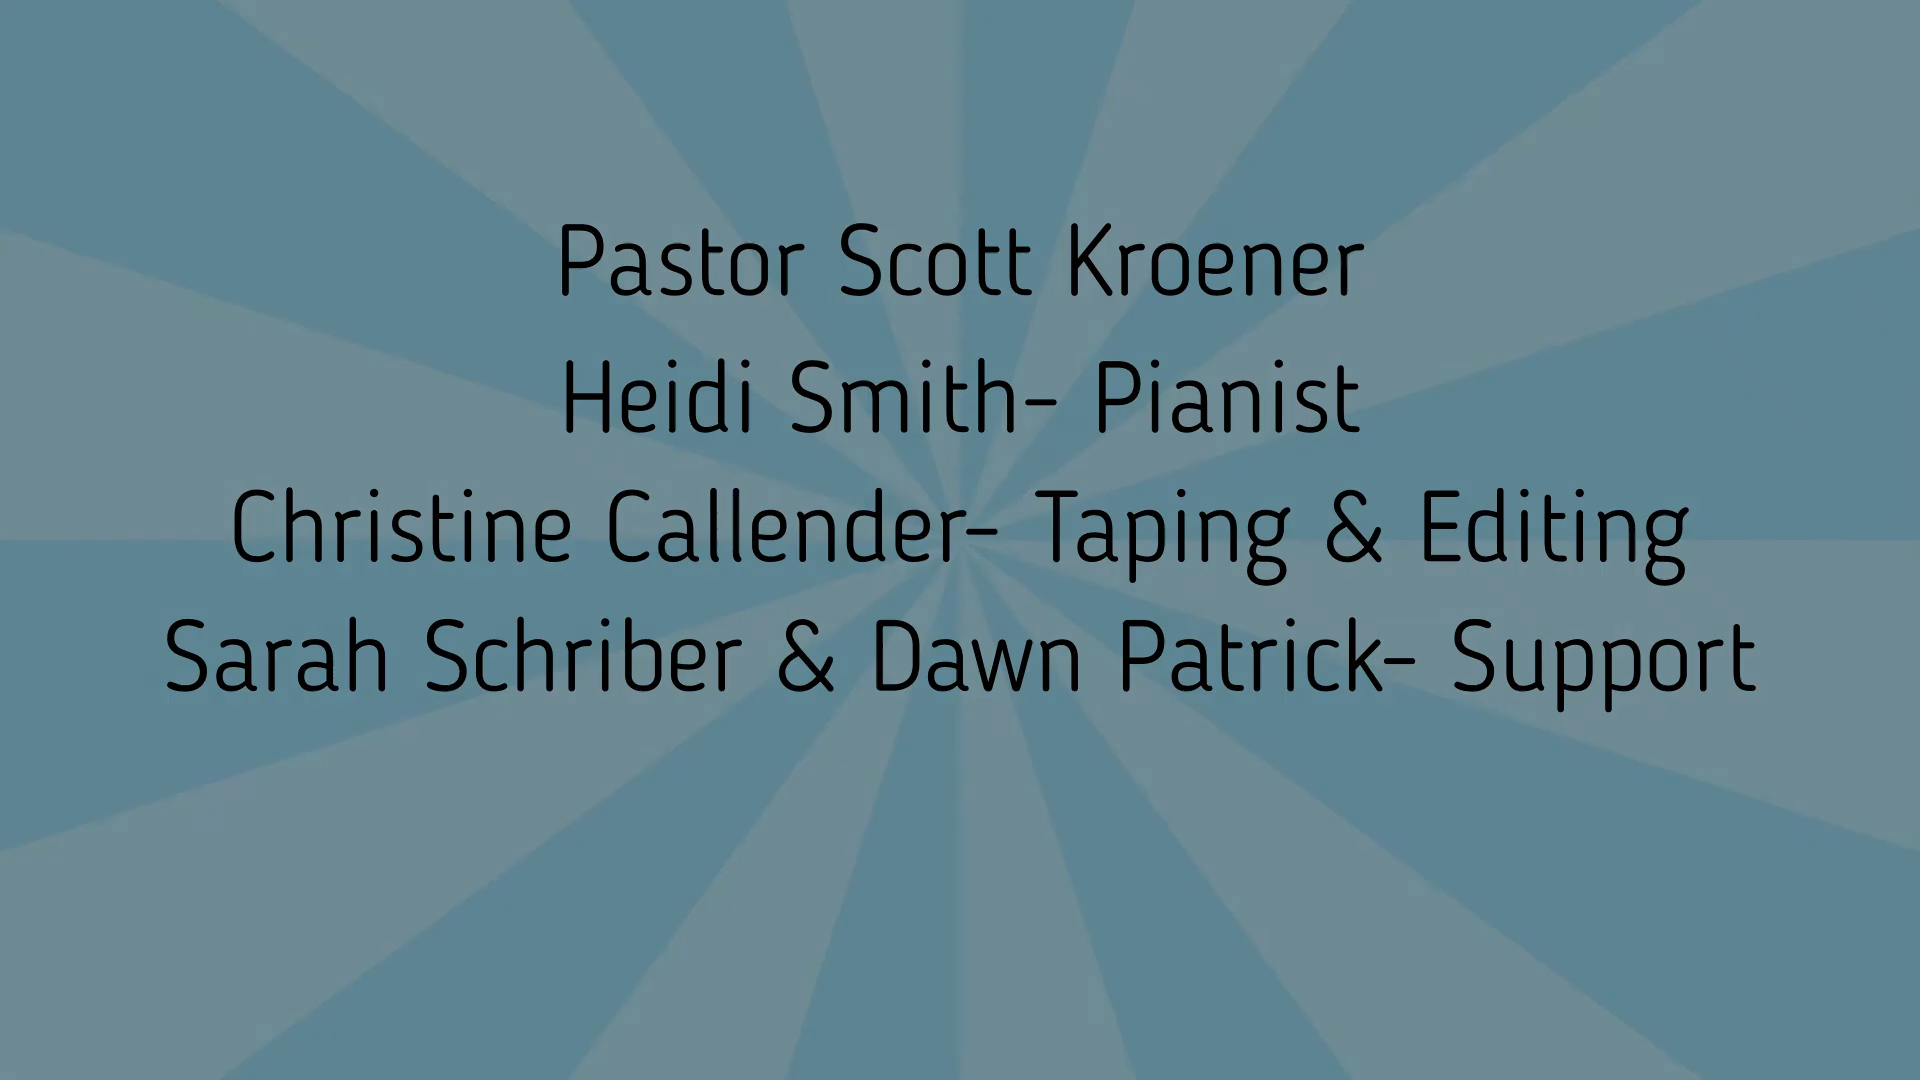 Pastor Scott Kroener
Heidi Smith- Pianist
Christine Callender- Taping & Editing
Sarah Schriber & Dawn Patrick- Support